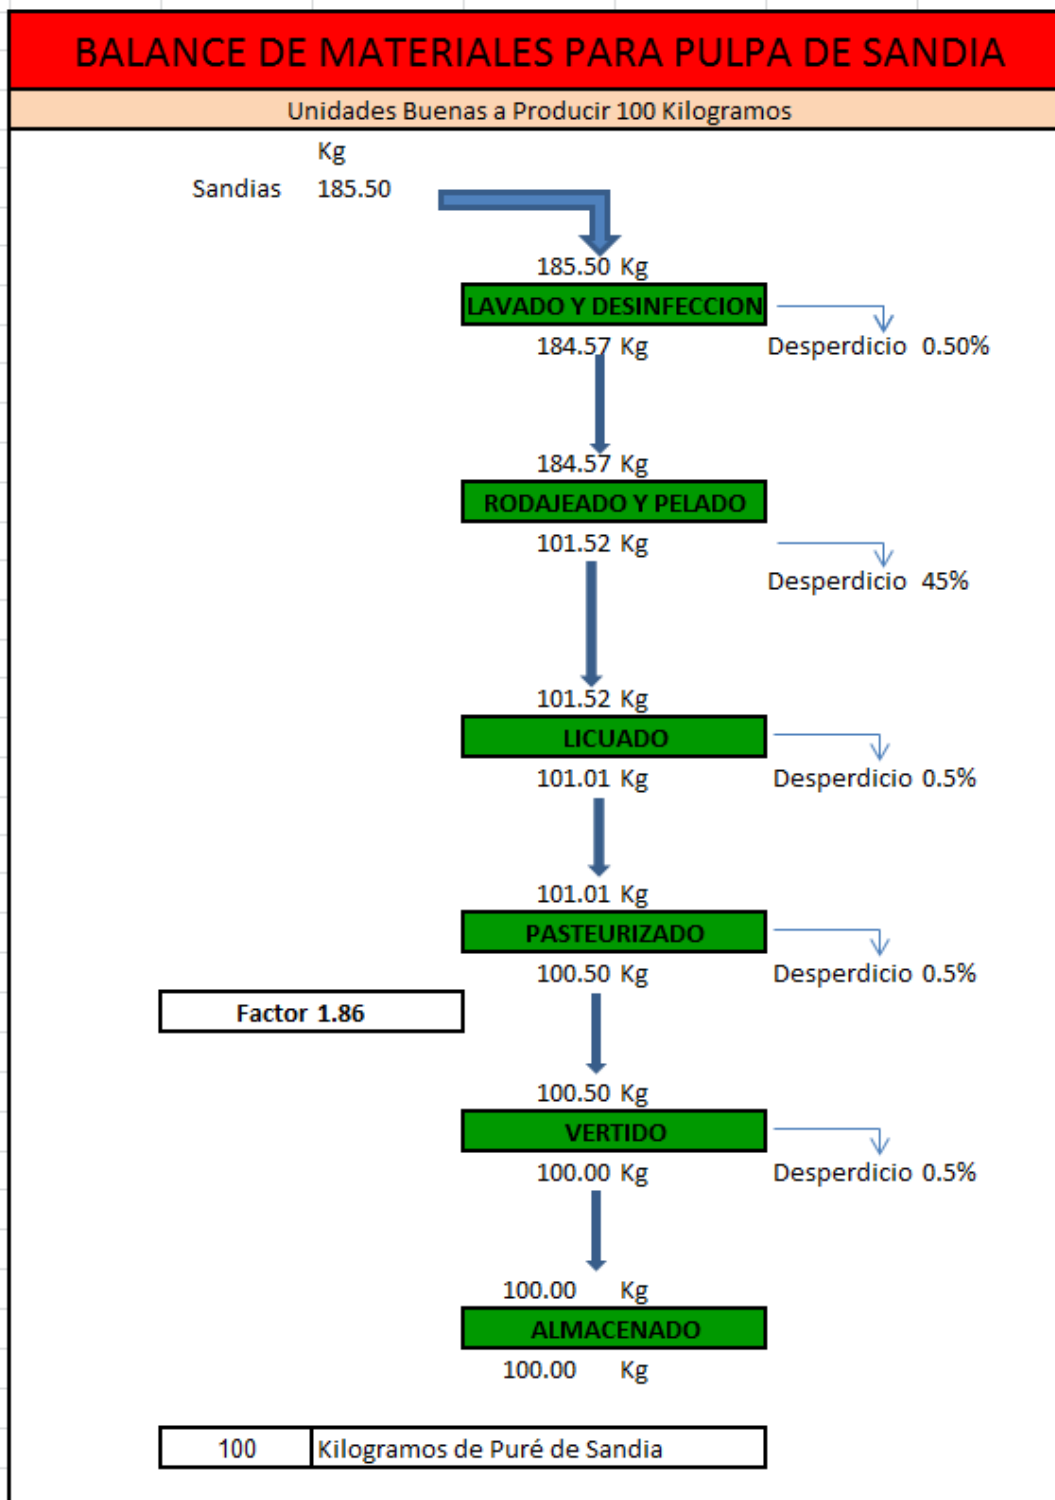 BALANCE DE MATERIALES PARA PULPA DE SANDIA
Unidades Buenas a Producir 100 Kilogramos
Kg
Sandias 185.50
185.50 Kg
LAVADO Y DESINFECCION
184.57 Kg Desperdicio 0.50%
184.57 Kg
RODAJEADO Y PELADO
101.52 Kg
Desperdicio 45%
101.52 Kg
LICUADO
101.01 Kg Desperdicio 0.5%
101.01 Kg
PASTEURIZADO
100.50 Kg Desperdicio 0.5%
Factor 1.86
100.50 Kg
VERTIDO
100.00 Kg Desperdicio 0.5%
100.00 Kg
ALMACENADO
100.00 Kg
100 Kilogramos de Puré de Sandia